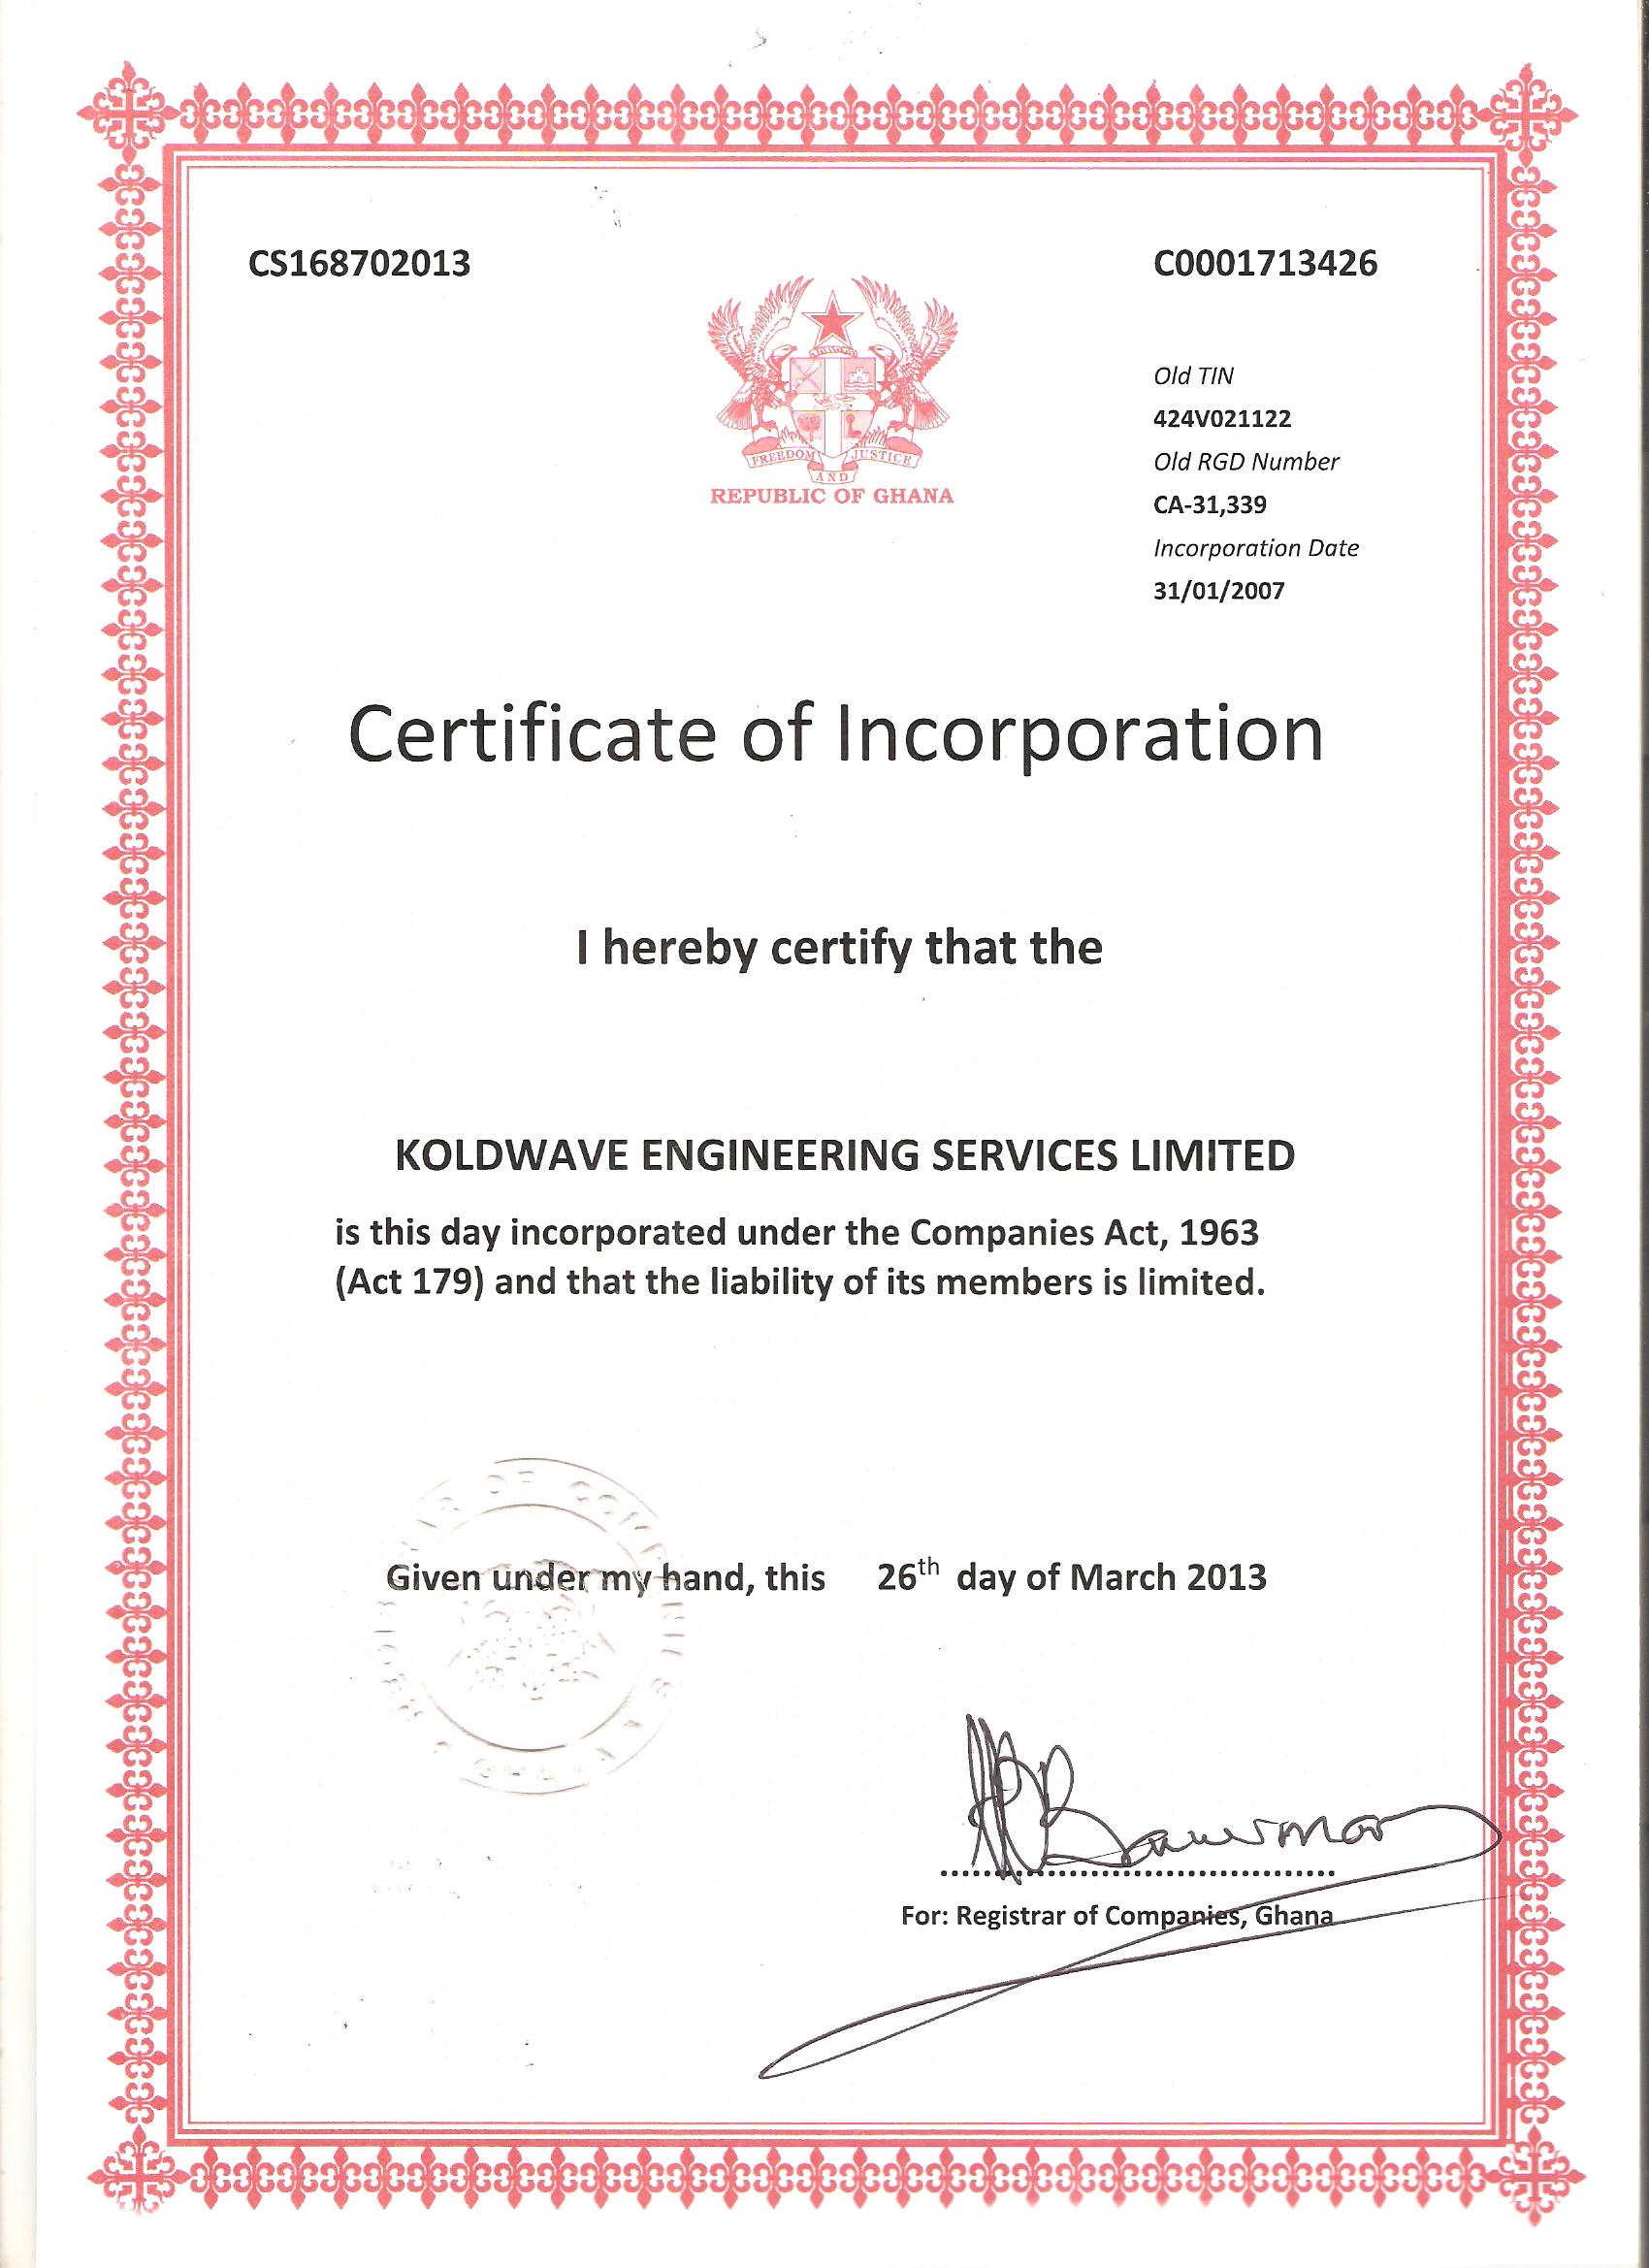 CS168702013
C0001713426
FREEDOM AND JUSTICE
REPUBLIC OF GHANA
Old TIN
424V021122
Old RGD Number
CA-31,339
Incorporation Date
31/01/2007
Certificate of Incorporation
I hereby certify that the
KOLDWAVE ENGINEERING SERVICES LIMITED
is this day incorporated under the Companies Act, 1963
(Act 179) and that the liability of its members is limited.
Given under my hand, this 26th day of March 2013
For: Registrar of Companies, Ghana